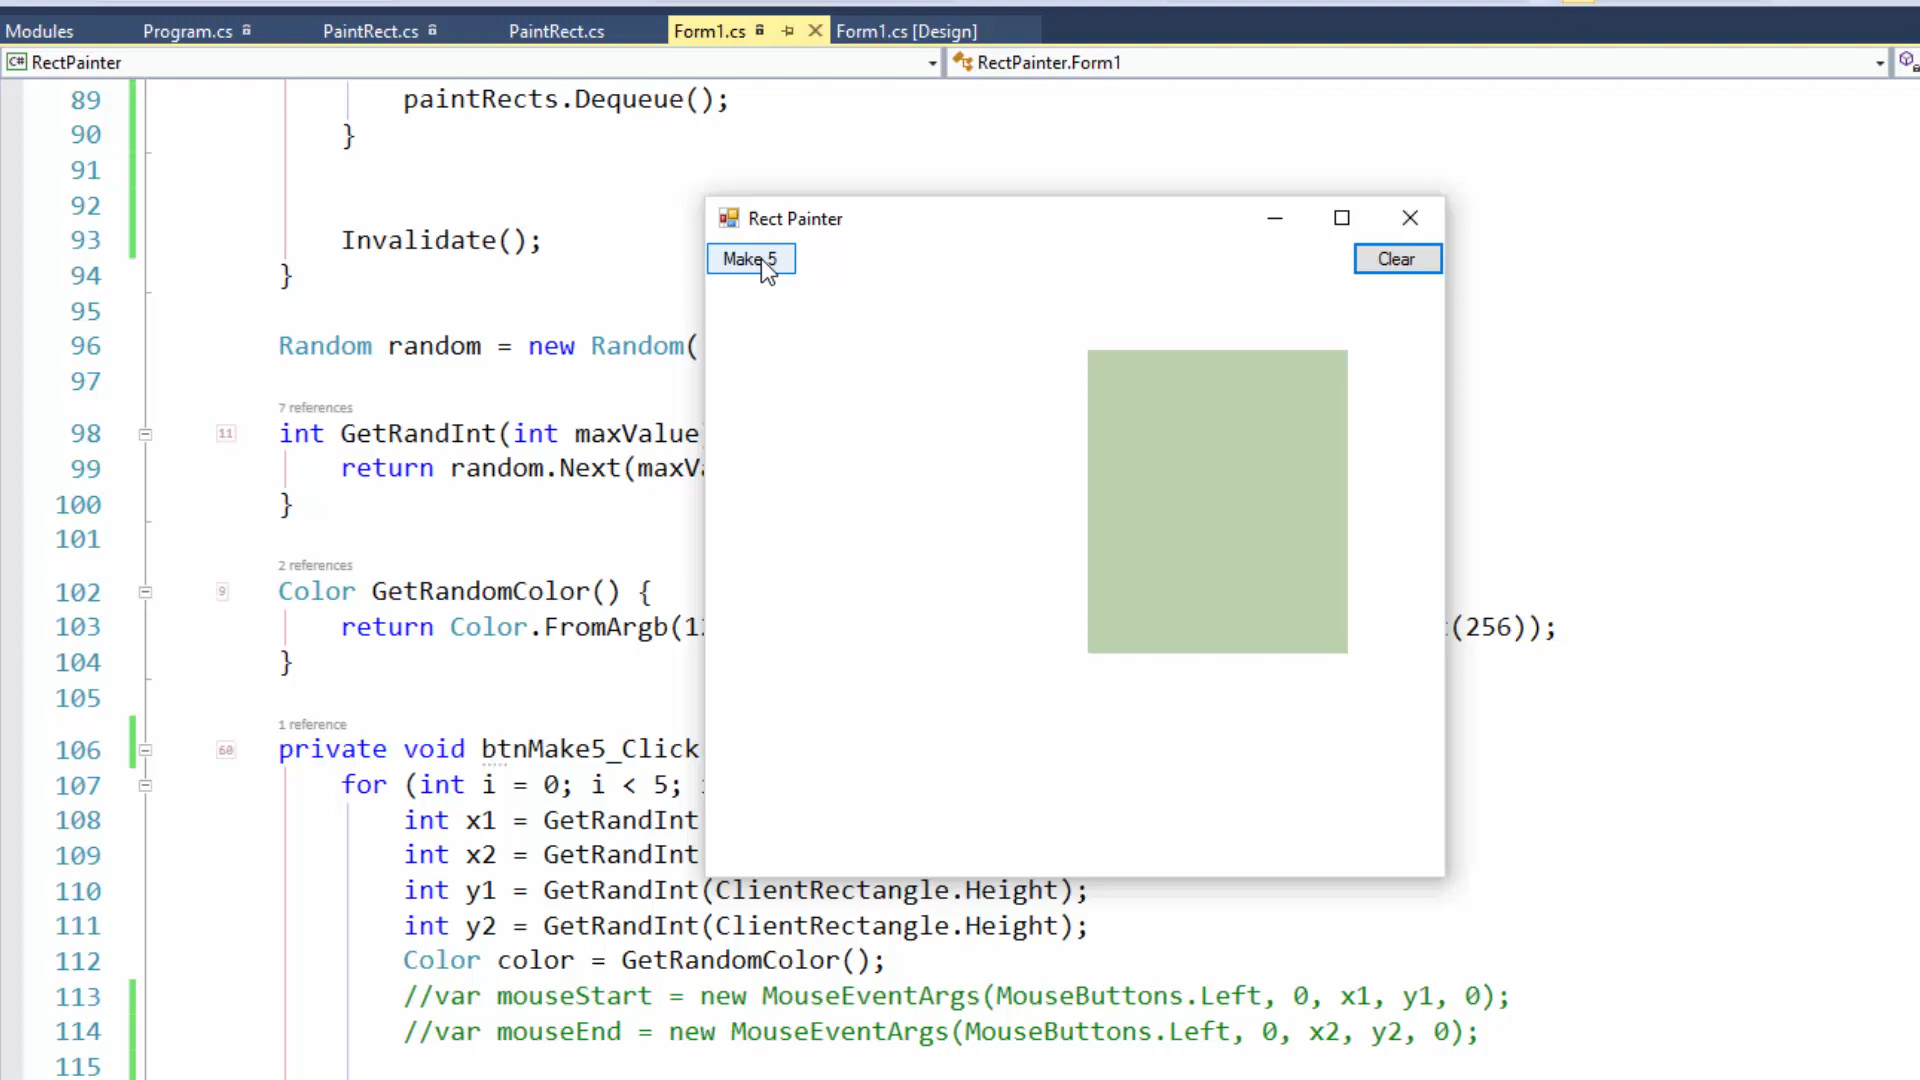 Modules Program.cs PaintRect.cs PaintRect.cs Form1.cs Form1.cs [Design]
C# RectPainter RectPainter.Form1
89 paintRects.Dequeue();
90 }
91
92
93 Invalidate();
94 }
95
96 Random random = new Random(
97
7 references
98 11 int GetRandInt(int maxValue
99 return random.Next(maxV
100 }
101
2 references
102 9 Color GetRandomColor() {
103 return Color.FromArgb( (256));
104 }
105
1 reference
106 60 private void btnMake5_Click
107 for (int i = 0; i < 5;
108 int x1 = GetRandInt
109 int x2 = GetRandInt
110 int y1 = GetRandInt(ClientRectangle.Height);
111 int y2 = GetRandInt(ClientRectangle.Height);
112 Color color = GetRandomColor();
113 //var mouseStart = new MouseEventArgs(MouseButtons.Left, 0, x1, y1, 0);
114 //var mouseEnd = new MouseEventArgs(MouseButtons.Left, 0, x2, y2, 0);
115
Rect Painter
Make 5 Clear